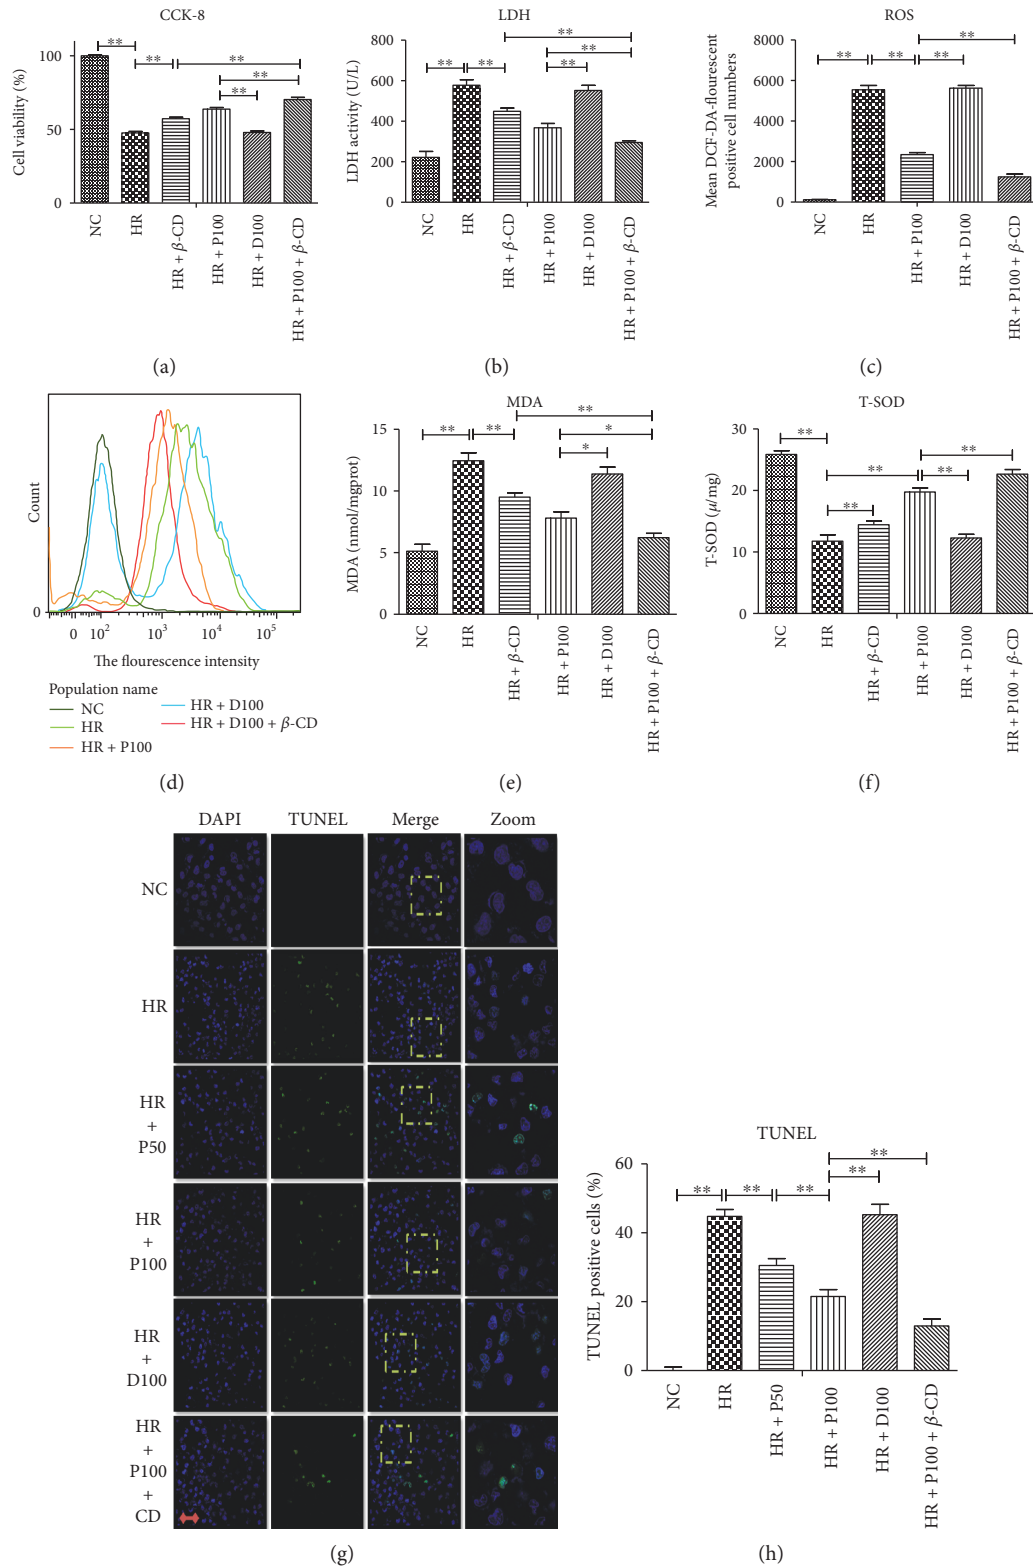 CCK-8
Cell viability (%)
100
50
0
**
**
**
**
**
NC
HR
HR + β-CD
HR + P100
HR + D100
HR + P100 + β-CD
(a)
LDH
LDH activity (U/L)
800
600
400
200
0
**
**
**
**
**
NC
HR
HR + β-CD
HR + P100
HR + D100
HR + P100 + β-CD
(b)
ROS
Mean DCF-DA-flourescent
positive cell numbers
8000
6000
4000
2000
0
**
**
**
**
NC
HR
HR + P100
HR + D100
HR + P100 + β-CD
(c)
Count
0
0
10²
10³
10⁴
10⁵
The flourescence intensity
Population name
NC
HR
HR + P100
HR + D100
HR + D100 + β-CD
(d)
MDA
MDA (nmol/mgprot)
15
10
5
0
**
**
**
*
*
NC
HR
HR + β-CD
HR + P100
HR + D100
HR + P100 + β-CD
(e)
T-SOD
T-SOD (μ/mg)
30
20
10
0
**
**
**
**
**
NC
HR
HR + β-CD
HR + P100
HR + D100
HR + P100 + β-CD
(f)
DAPI TUNEL Merge Zoom
NC
HR
HR
+
P50
HR
+
P100
HR
+
D100
HR
+
P100
+
CD
(g)
TUNEL
TUNEL positive cells (%)
60
40
20
0
**
**
**
**
**
NC
HR
HR + P50
HR + P100
HR + D100
HR + P100 + β-CD
(h)